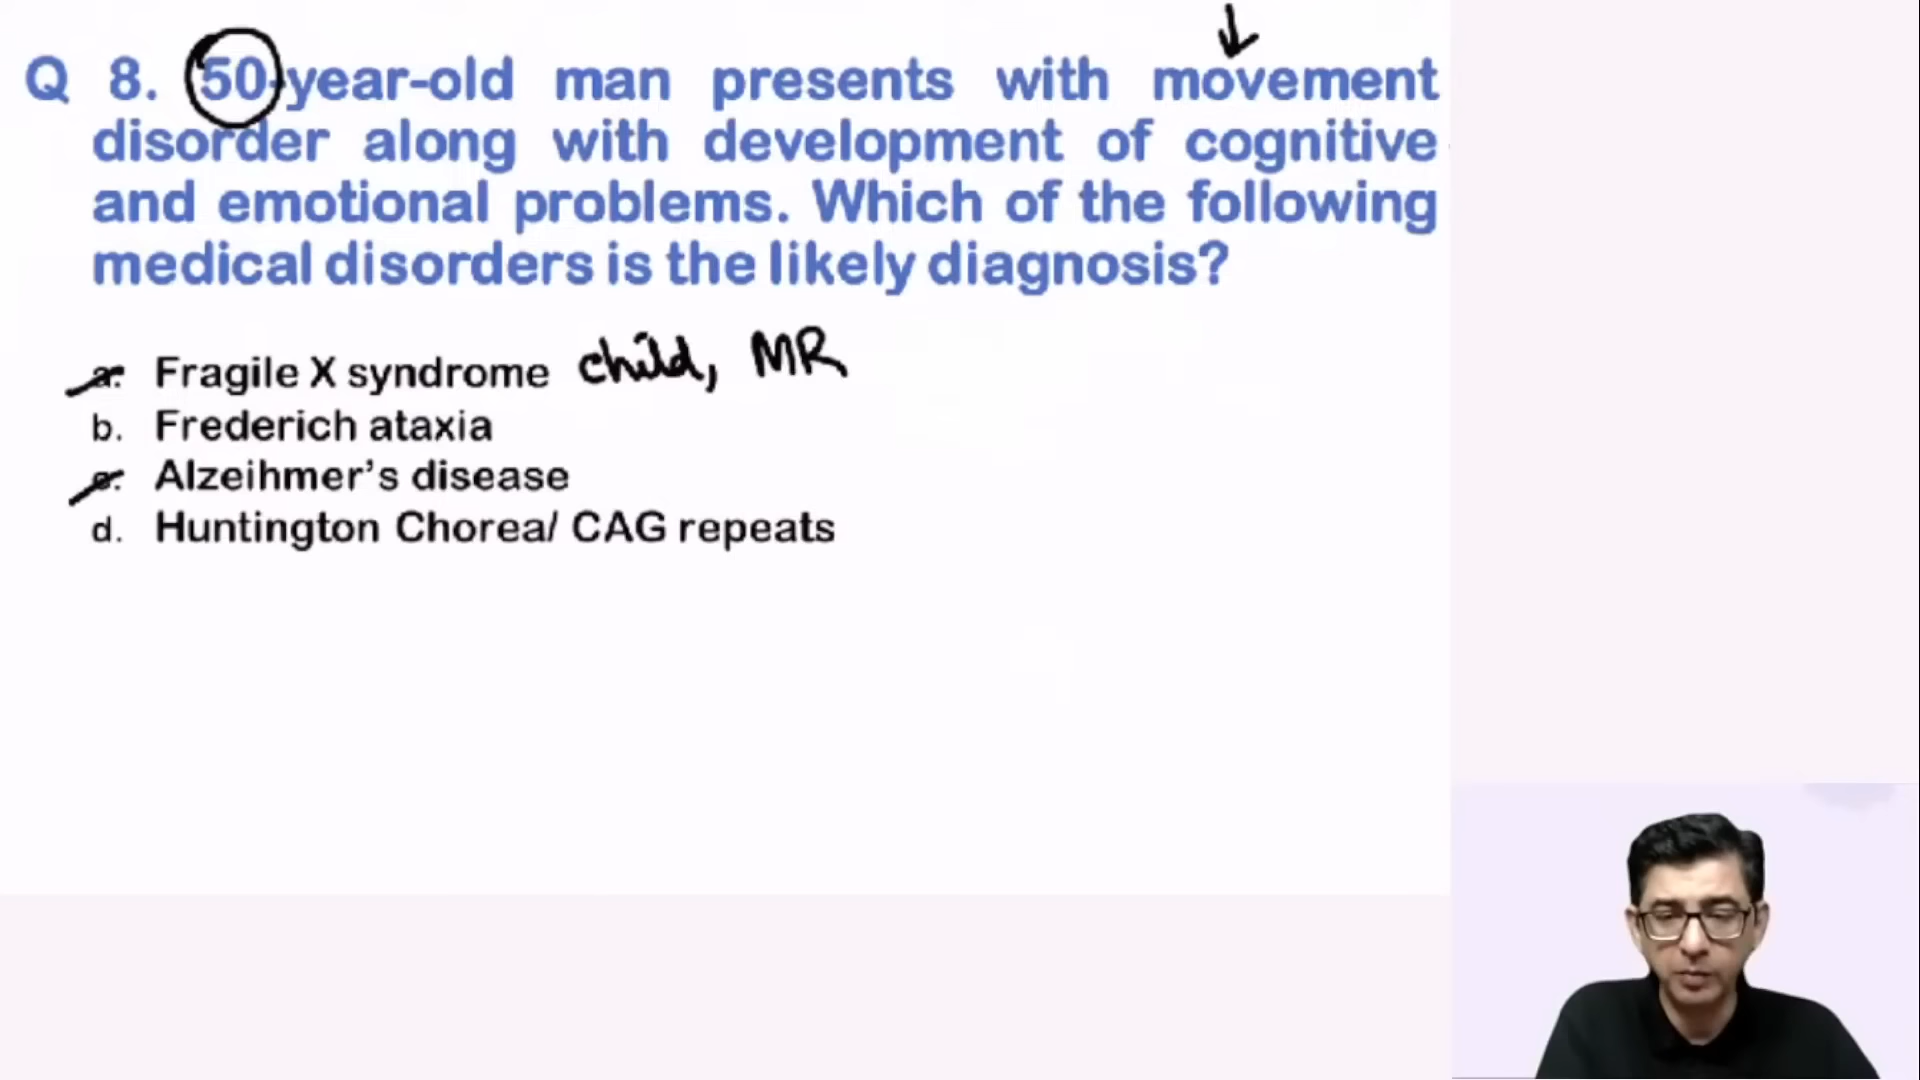 Q 8. 50-year-old man presents with movement
disorder along with development of cognitive
and emotional problems. Which of the following
medical disorders is the likely diagnosis?
a. Fragile X syndrome child, MR
b. Frederich ataxia
c. Alzeihmer’s disease
d. Huntington Chorea/ CAG repeats